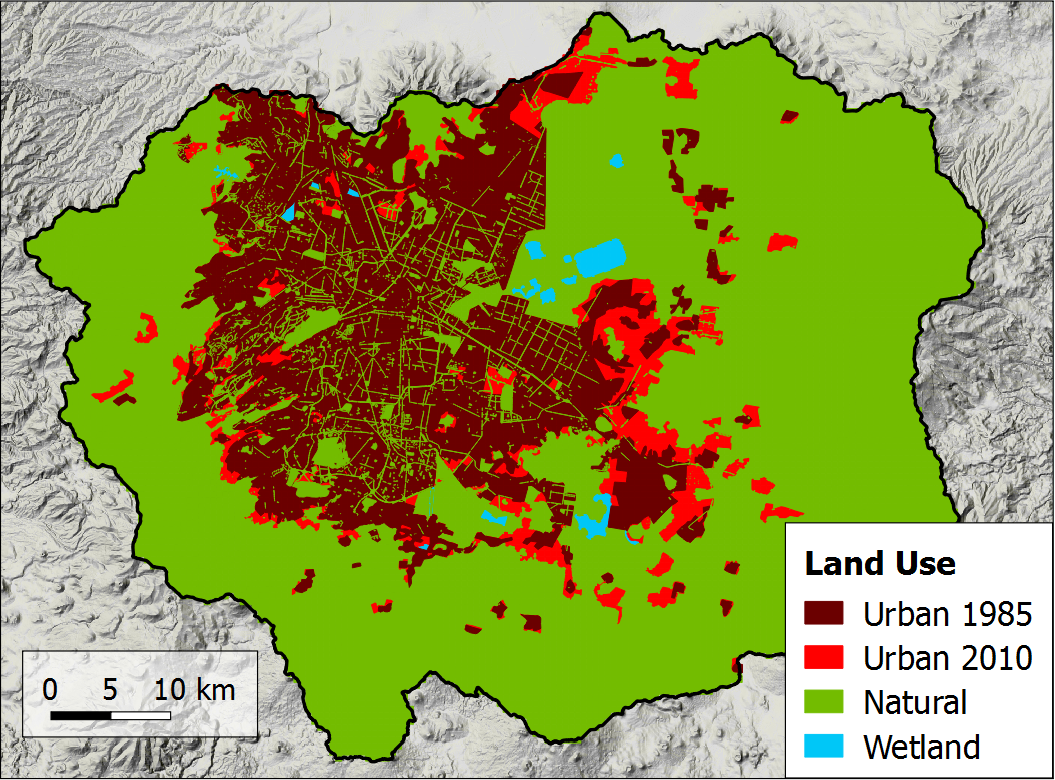 Land Use
Urban 1985
Urban 2010
Natural
Wetland
0 5 10 km